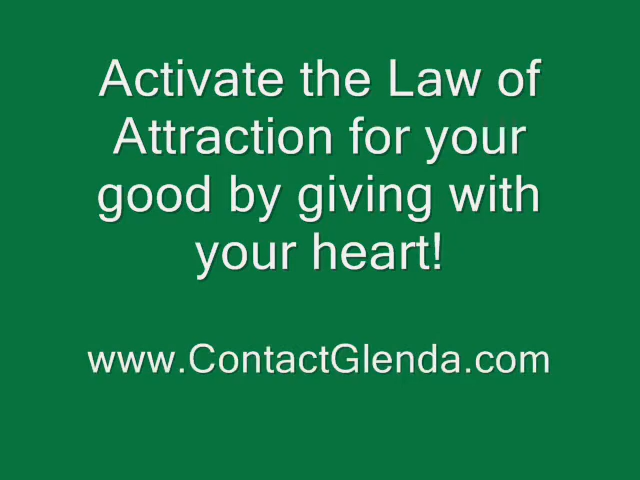 Activate the Law of
Attraction for your
good by giving with
your heart!
www.ContactGlenda.com